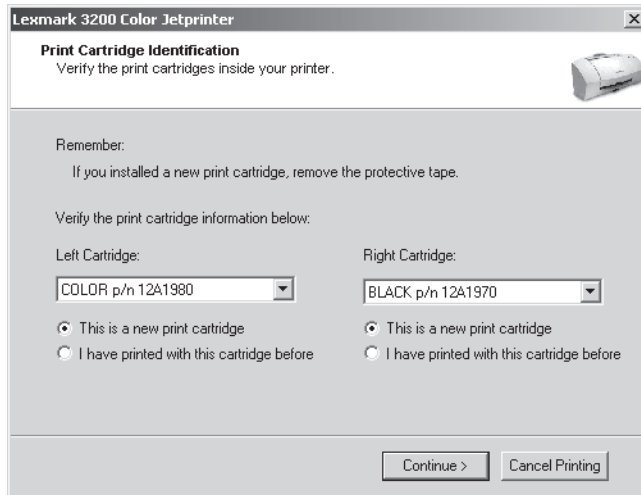 Lexmark 3200 Color Jetprinter
Print Cartridge Identification
Verify the print cartridges inside your printer.
Remember:
If you installed a new print cartridge, remove the protective tape.
Verify the print cartridge information below:
Left Cartridge:
COLOR p/n 12A1980
This is a new print cartridge
I have printed with this cartridge before
Right Cartridge:
BLACK p/n 12A1970
This is a new print cartridge
I have printed with this cartridge before
Continue >
Cancel Printing